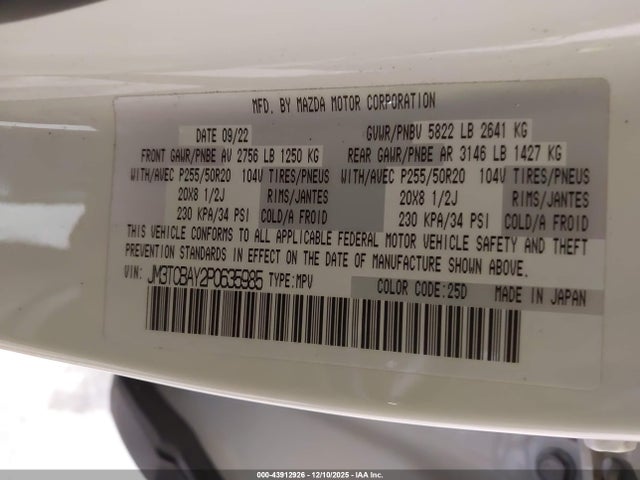 MFD. BY MAZDA MOTOR CORPORATION
DATE 09/22 GVWR/PNBV 5822 LB 2641 KG
FRONT GAWR/PNBE AV 2756 LB 1250 KG REAR GAWR/PNBE AR 3146 LB 1427 KG
WITH/AVEC P255/50R20 104V TIRES/PNEUS WITH/AVEC P255/50R20 104V TIRES/PNEUS
20X8 1/2J RIMS/JANTES 20X8 1/2J RIMS/JANTES
230 KPA/34 PSI COLD/A FROID 230 KPA/34 PSI COLD/A FROID
THIS VEHICLE CONFORMS TO ALL APPLICABLE FEDERAL MOTOR VEHICLE SAFETY AND THEFT
PREVENTION STANDARDS IN EFFECT ON THE DATE OF MANUFACTURE SHOWN ABOVE.
VIN: JM3TCBAY2P0635985 TYPE:MPV COLOR CODE:25D MADE IN JAPAN
000-43912926 - 12/10/2025 - IAA Inc.